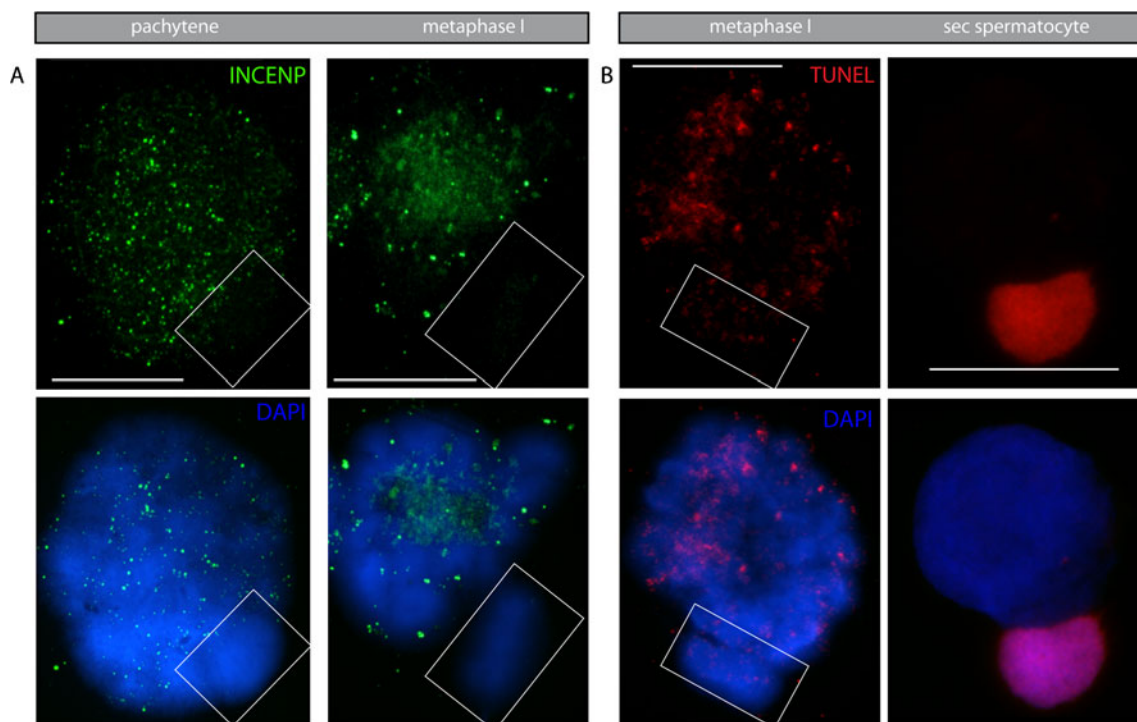 pachytene
metaphase I
metaphase I
sec spermatocyte
A
INCENP
B
TUNEL
DAPI
DAPI